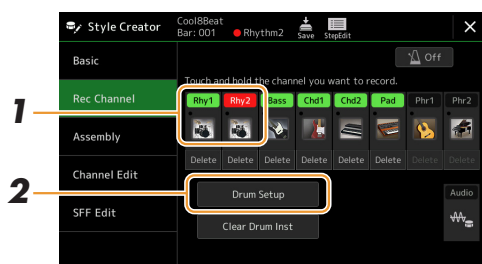 Style Creator
Cool8Beat
Bar: 001
Rhythm2
Save
StepEdit
Basic
Off
Touch and hold the channel you want to record.
Rec Channel
Rhy1 Rhy2 Bass Chd1 Chd2 Pad Phr1 Phr2
1
Assembly
Delete Delete Delete Delete Delete Delete Delete Delete
Channel Edit
2
Drum Setup
Audio
SFF Edit
Clear Drum Inst